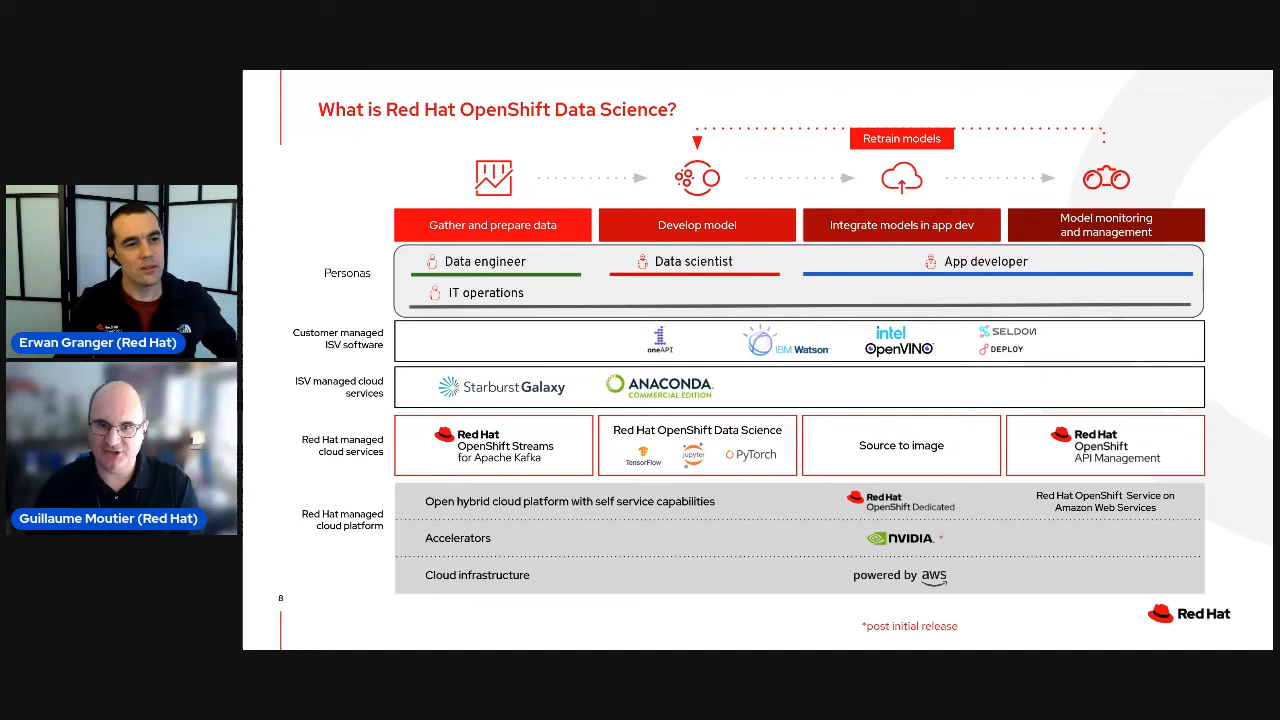 What is Red Hat OpenShift Data Science?
Retrain models
Gather and prepare data
Develop model
Integrate models in app dev
Model monitoring
and management
Personas
Data engineer
Data scientist
App developer
IT operations
Customer managed
ISV software
oneAPI
IBM Watson
intel
OpenVINO
SELDON
DEPLOY
ISV managed cloud
services
Starburst Galaxy
ANACONDA.
COMMERCIAL EDITION
Red Hat managed
cloud services
Red Hat
OpenShift Streams
for Apache Kafka
Red Hat OpenShift Data Science
TensorFlow
jupyter
PyTorch
Source to image
Red Hat
OpenShift
API Management
Red Hat managed
cloud platform
Open hybrid cloud platform with self service capabilities
Red Hat
OpenShift Dedicated
Red Hat OpenShift Service on
Amazon Web Services
Accelerators
NVIDIA. *
Cloud infrastructure
powered by aws
8
*post initial release
Red Hat
Erwan Granger (Red Hat)
Guillaume Moutier (Red Hat)